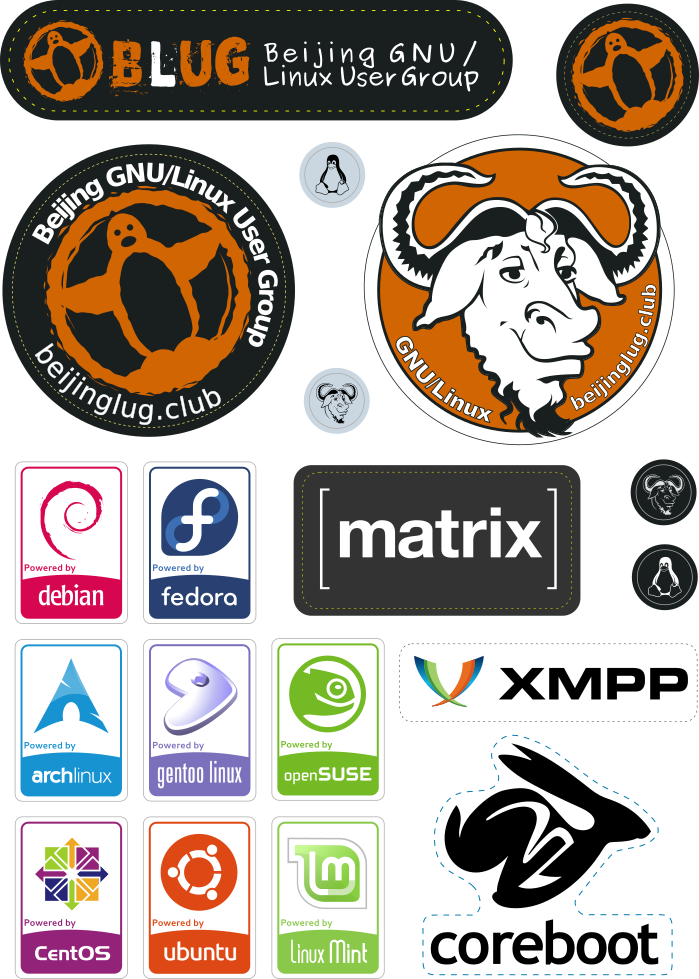 BLUG
Beijing GNU/
Linux User Group
Beijing GNU/Linux User Group
beijinglug.club
GNU/Linux
beijinglug.club
Powered by
debian
Powered by
fedora
[matrix]
Powered by
archlinux
Powered by
gentoo linux
Powered by
openSUSE
XMPP
Powered by
CentOS
Powered by
ubuntu
lm
Powered by
Linux Mint
coreboot